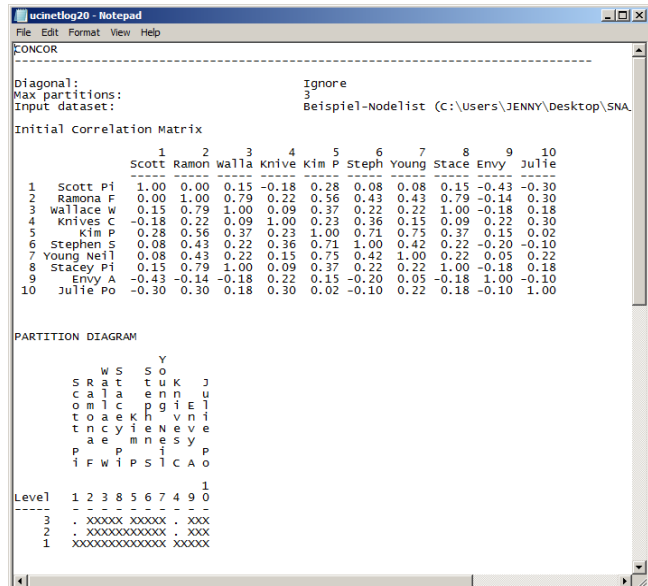 ucinetlog20 - Notepad
File Edit Format View Help
CONCOR
--------------------------------------------------------------------------------
Diagonal: Ignore
Max partitions: 3
Input dataset: Beispiel-Nodelist (C:\Users\JENNY\Desktop\SNA_
Initial Correlation Matrix
1 2 3 4 5 6 7 8 9 10
Scott Ramon Walla Knive Kim P Steph Young Stace Envy Julie
----- ----- ----- ----- ----- ----- ----- ----- ----- -----
1 Scott Pi 1.00 0.00 0.15 -0.18 0.28 0.08 0.08 0.15 -0.43 -0.30
2 Ramona F 0.00 1.00 0.79 0.22 0.56 0.43 0.43 0.79 -0.14 0.30
3 Wallace W 0.15 0.79 1.00 0.09 0.37 0.22 0.22 1.00 -0.18 0.18
4 Knives C -0.18 0.22 0.09 1.00 0.23 0.36 0.15 0.09 0.22 0.30
5 Kim P 0.28 0.56 0.37 0.23 1.00 0.71 0.75 0.37 0.15 0.02
6 Stephen S 0.08 0.43 0.22 0.36 0.71 1.00 0.42 0.22 -0.20 -0.10
7 Young Neil 0.08 0.43 0.22 0.15 0.75 0.42 1.00 0.22 0.05 0.22
8 Stacey Pi 0.15 0.79 1.00 0.09 0.37 0.22 0.22 1.00 -0.18 0.18
9 Envy A -0.43 -0.14 -0.18 0.22 0.15 -0.20 0.05 -0.18 1.00 -0.10
10 Julie Po -0.30 0.30 0.18 0.30 0.02 -0.10 0.22 0.18 -0.10 1.00
PARTITION DIAGRAM
Y
W S S o
S R a t t u K J
c a l a e n n u
o m l c p g i E l
t o a e K h v n i
t n c y i e N e v e
a e m n e s y
P P i P
i F W i P S l C A o
1
Level 1 2 3 8 5 6 7 4 9 0
----- - - - - - - - - - -
3 . XXXXX XXXXX . XXX
2 . XXXXXXXXXXX . XXX
1 XXXXXXXXXXXXX XXXXX